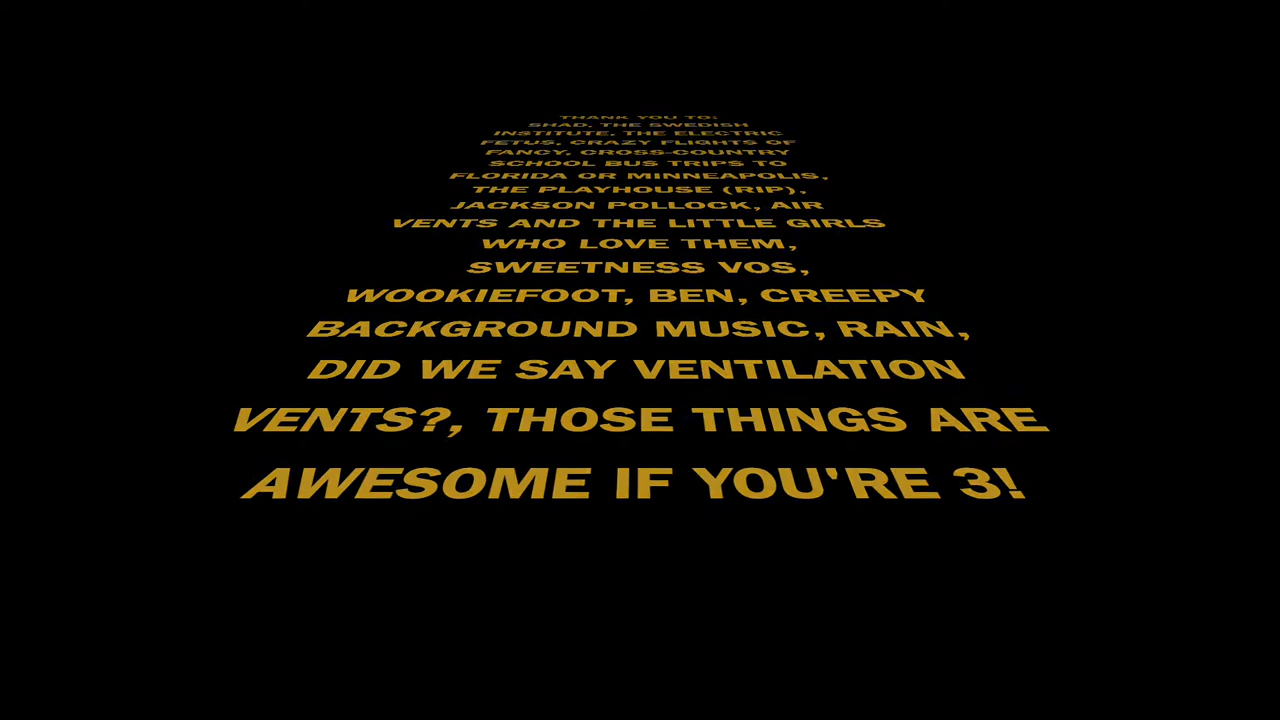 THANK YOU TO:
SHAD, THE SWEDISH
INSTITUTE, THE ELECTRIC
FETUS, CRAZY FLIGHTS OF
FANCY, CROSS-COUNTRY
SCHOOL BUS TRIPS TO
FLORIDA OR MINNEAPOLIS,
THE PLAYHOUSE (RIP),
JACKSON POLLOCK, AIR
VENTS AND THE LITTLE GIRLS
WHO LOVE THEM,
SWEETNESS VOS,
WOOKIEFOOT, BEN, CREEPY
BACKGROUND MUSIC, RAIN,
DID WE SAY VENTILATION
VENTS?, THOSE THINGS ARE
AWESOME IF YOU'RE 3!